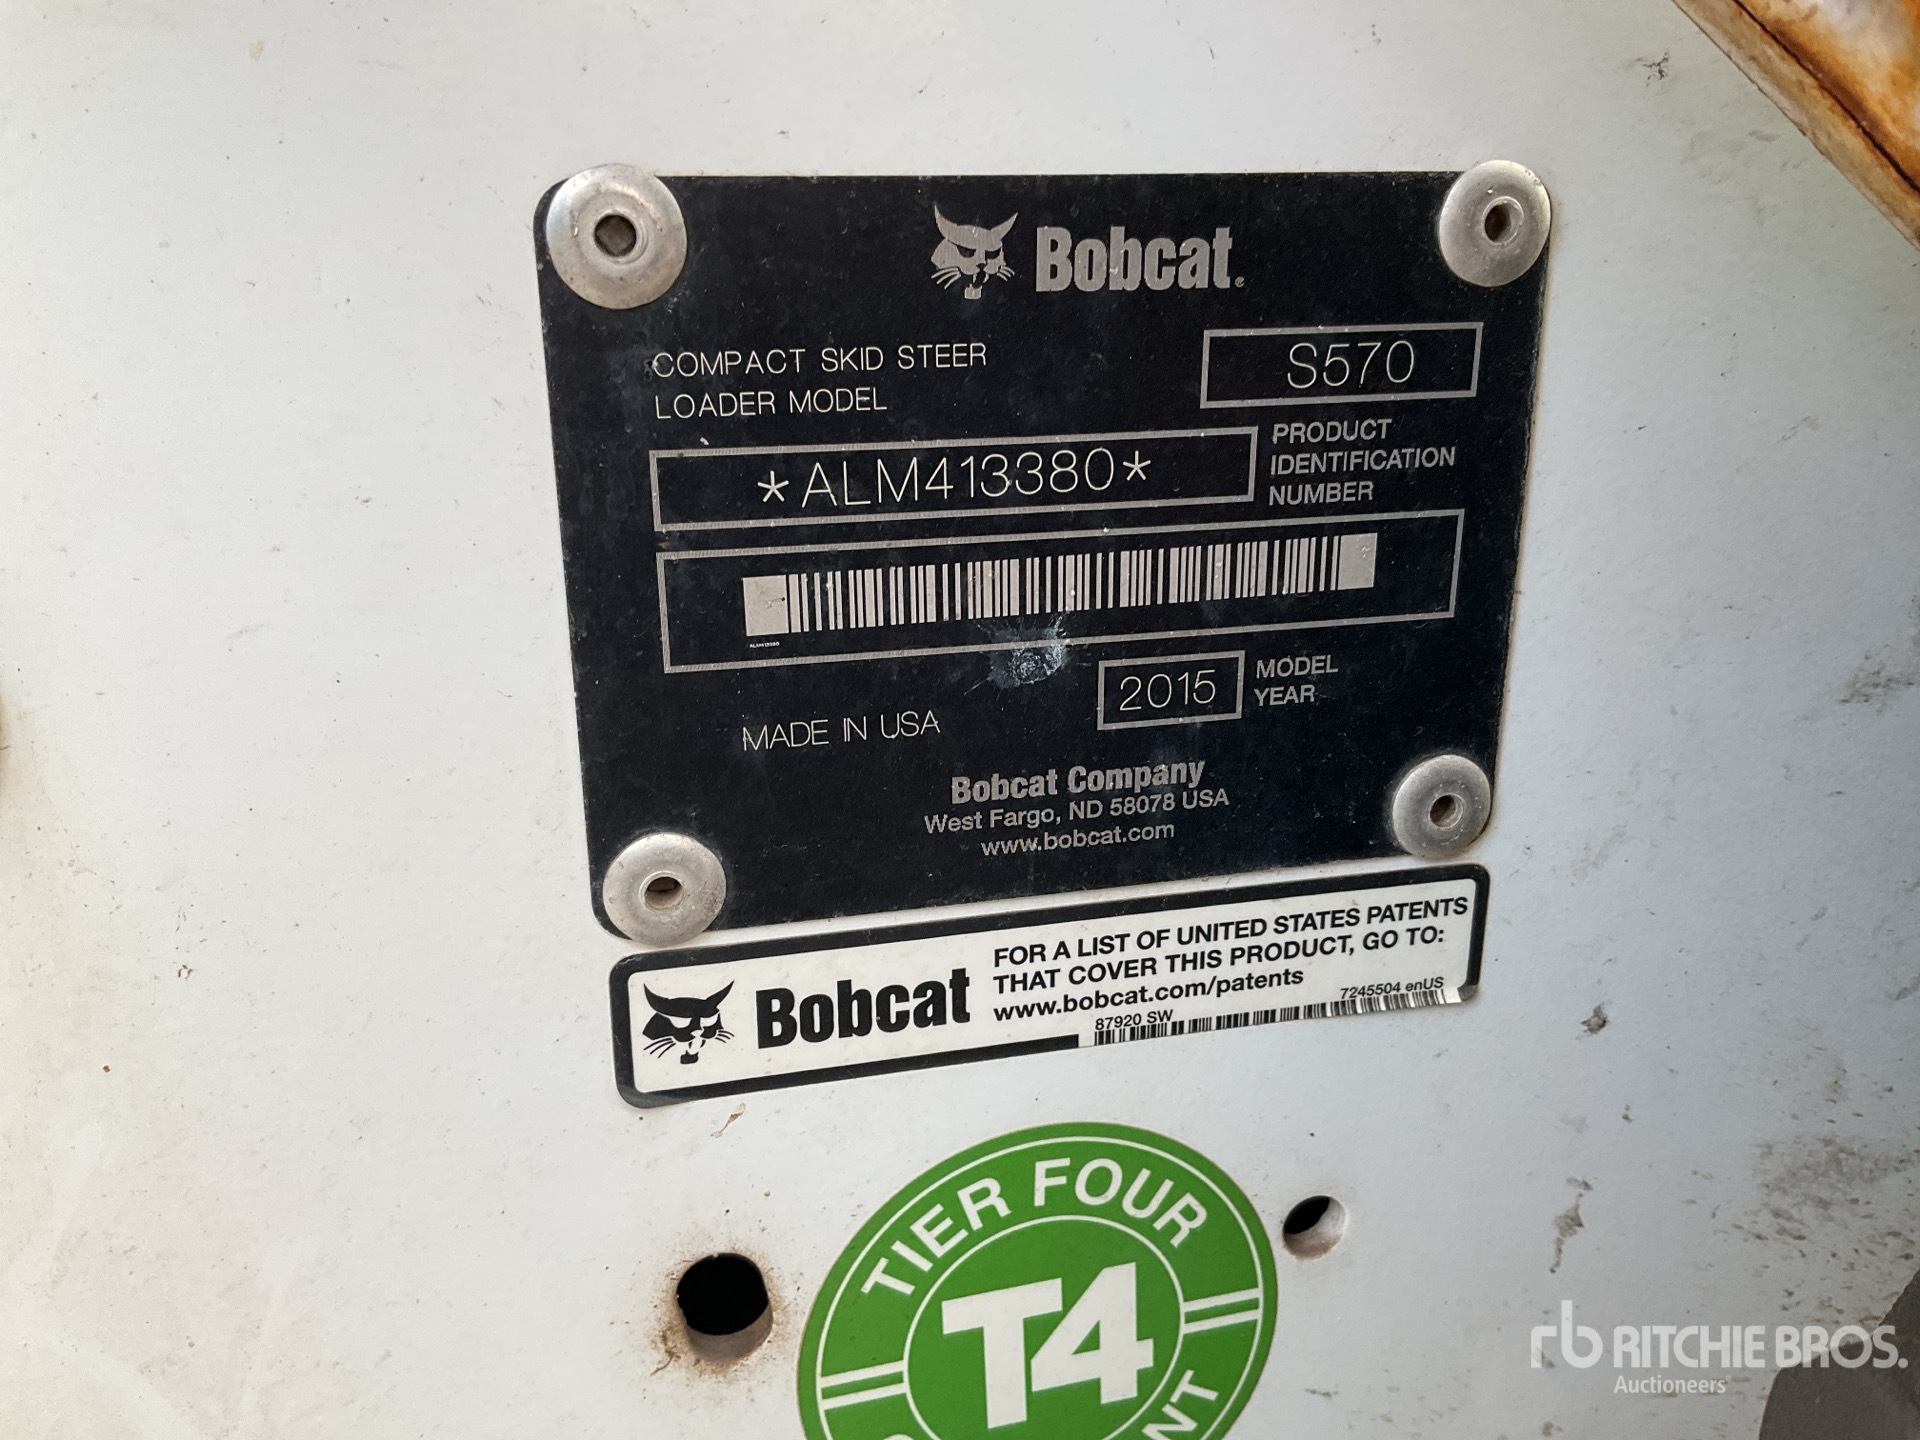 Bobcat®
COMPACT SKID STEER
LOADER MODEL
S570
*ALM413380*
PRODUCT
IDENTIFICATION
NUMBER
ALM413380
2015
MODEL
YEAR
MADE IN USA
Bobcat Company
West Fargo, ND 58078 USA
www.bobcat.com
Bobcat
FOR A LIST OF UNITED STATES PATENTS
THAT COVER THIS PRODUCT, GO TO:
www.bobcat.com/patents
7245504 enUS
87920 SW
TIER FOUR
T4
rb RITCHIE BROS.
Auctioneers